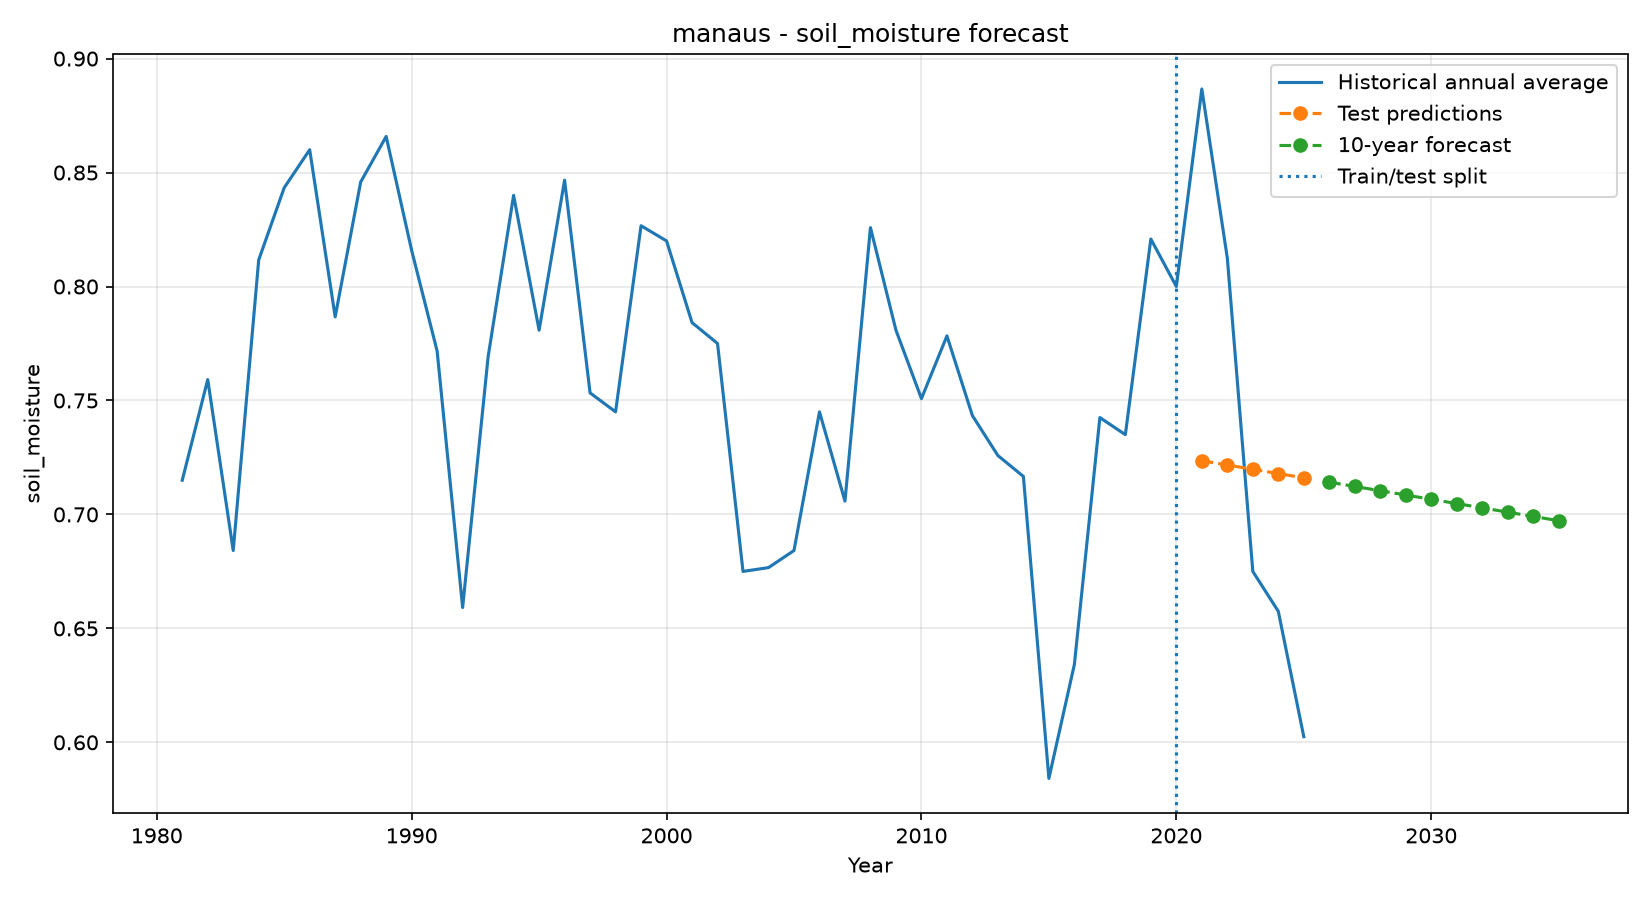 manaus - soil_moisture forecast
Historical annual average
Test predictions
10-year forecast
Train/test split
soil_moisture
0.90
0.85
0.80
0.75
0.70
0.65
0.60
1980 1990 2000 2010 2020 2030
Year